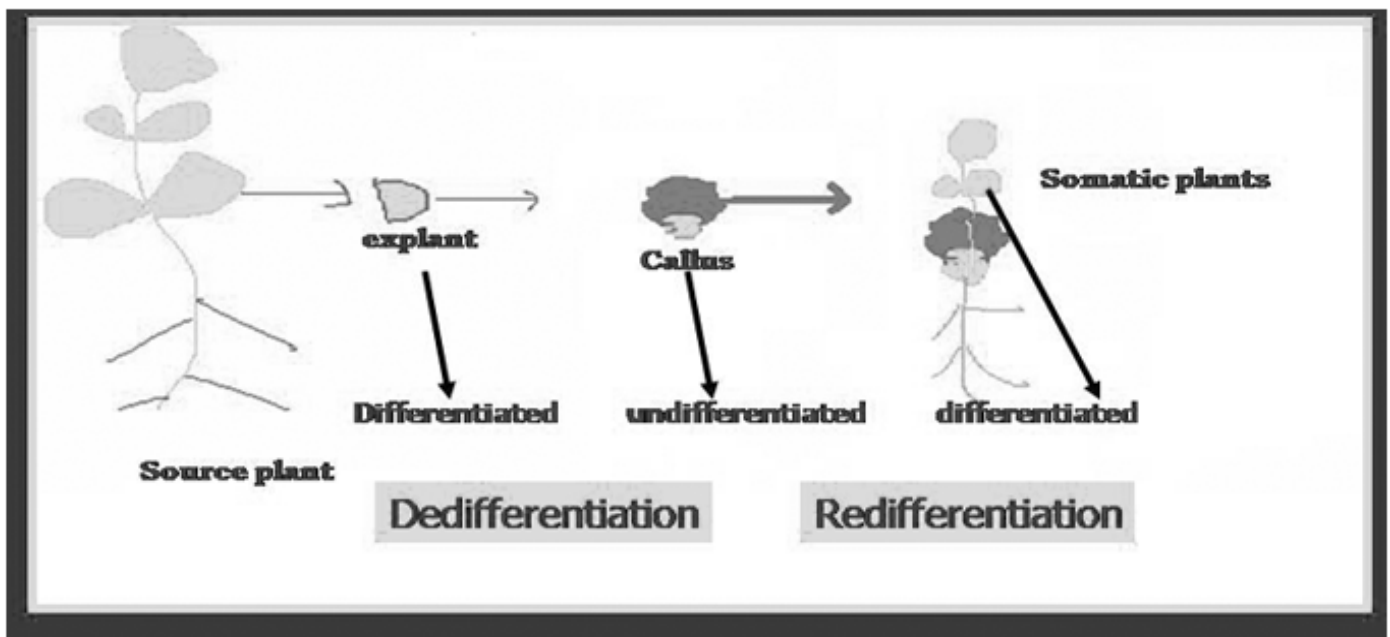 Somatic plants
explant
Callus
Differentiated
undifferentiated
differentiated
Source plant
Dedifferentiation
Redifferentiation